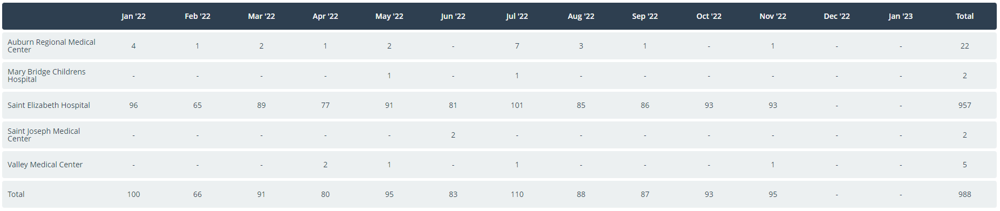 Jan '22 Feb '22 Mar '22 Apr '22 May '22 Jun '22 Jul '22 Aug '22 Sep '22 Oct '22 Nov '22 Dec '22 Jan '23 Total
Auburn Regional Medical
Center 4 1 2 1 2 - 7 3 1 - 1 - - 22
Mary Bridge Childrens
Hospital - - - - 1 - 1 - - - - - - 2
Saint Elizabeth Hospital 96 65 89 77 91 81 101 85 86 93 93 - - 957
Saint Joseph Medical
Center - - - - - 2 - - - - - - - 2
Valley Medical Center - - - 2 1 - 1 - - - 1 - - 5
Total 100 66 91 80 95 83 110 88 87 93 95 - - 988